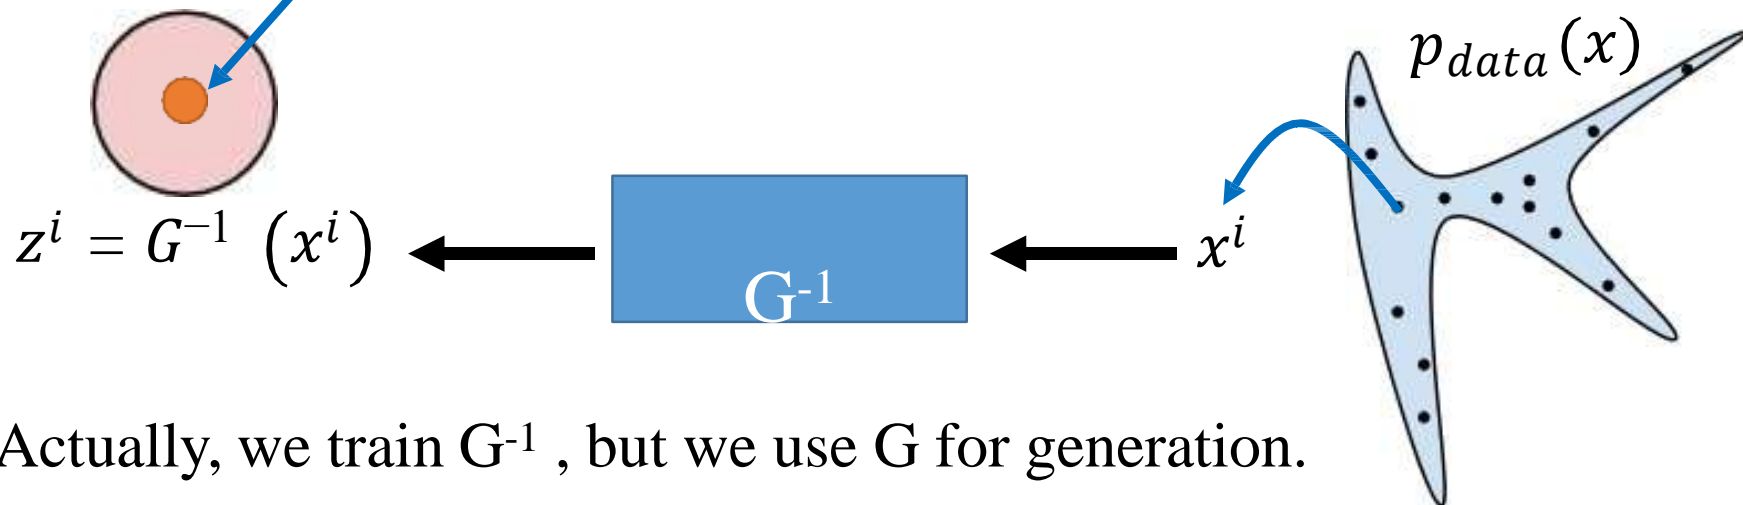 p_data(x)
z^i = G^−1 (x^i)
G^-1
x^i
Actually, we train G^-1 , but we use G for generation.